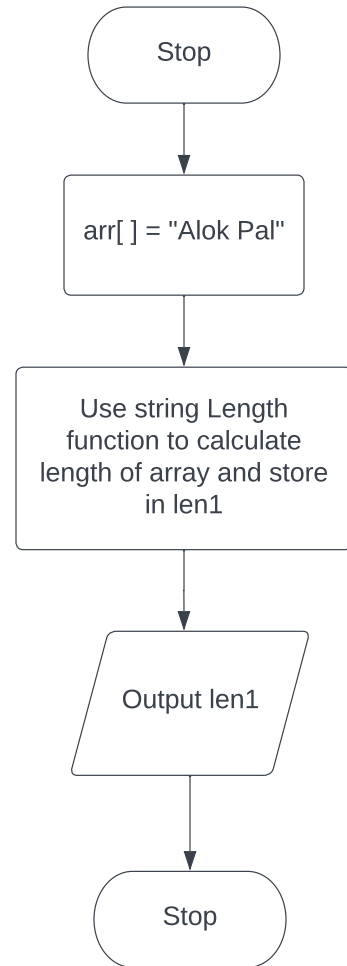 Stop
arr[ ] = "Alok Pal"
Use string Length
function to calculate
length of array and store
in len1
Output len1
Stop